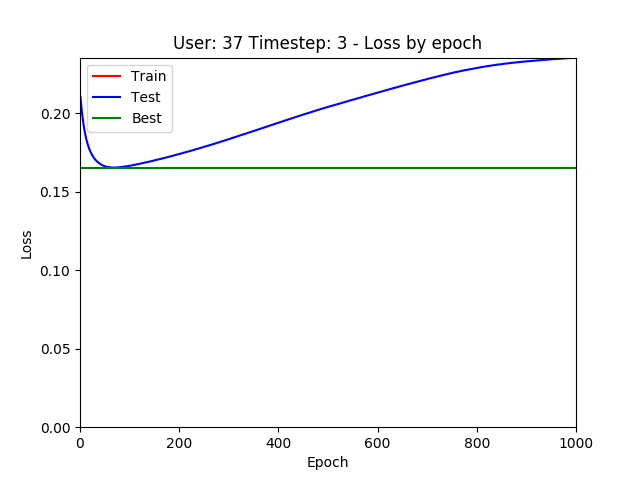 User: 37 Timestep: 3 - Loss by epoch
Train
Test
Best
0.20
0.15
0.10
0.05
0.00
Loss
0 200 400 600 800 1000
Epoch